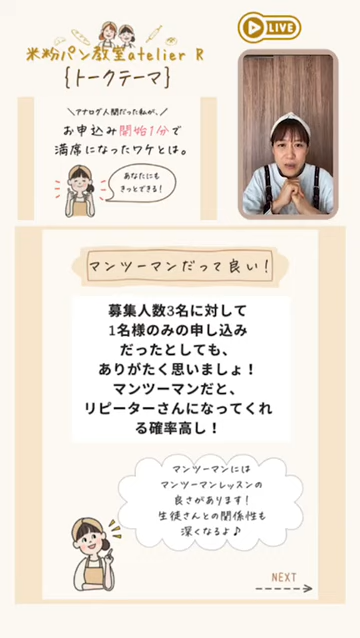 LIVE
米粉パン教室atelier R
{トークテーマ}
＼アナログ人間だった私が、／
お申込み開始1分で
満席になったワケとは。
あなたにも
きっとできる！
マンツーマンだって良い！
募集人数3名に対して
1名様のみの申し込み
だったとしても、
ありがたく思いましょ！
マンツーマンだと、
リピーターさんになってくれ
る確率高し！
マンツーマンには
マンツーマンレッスンの
良さがあります！
生徒さんとの関係性も
深くなるよ♪
NEXT